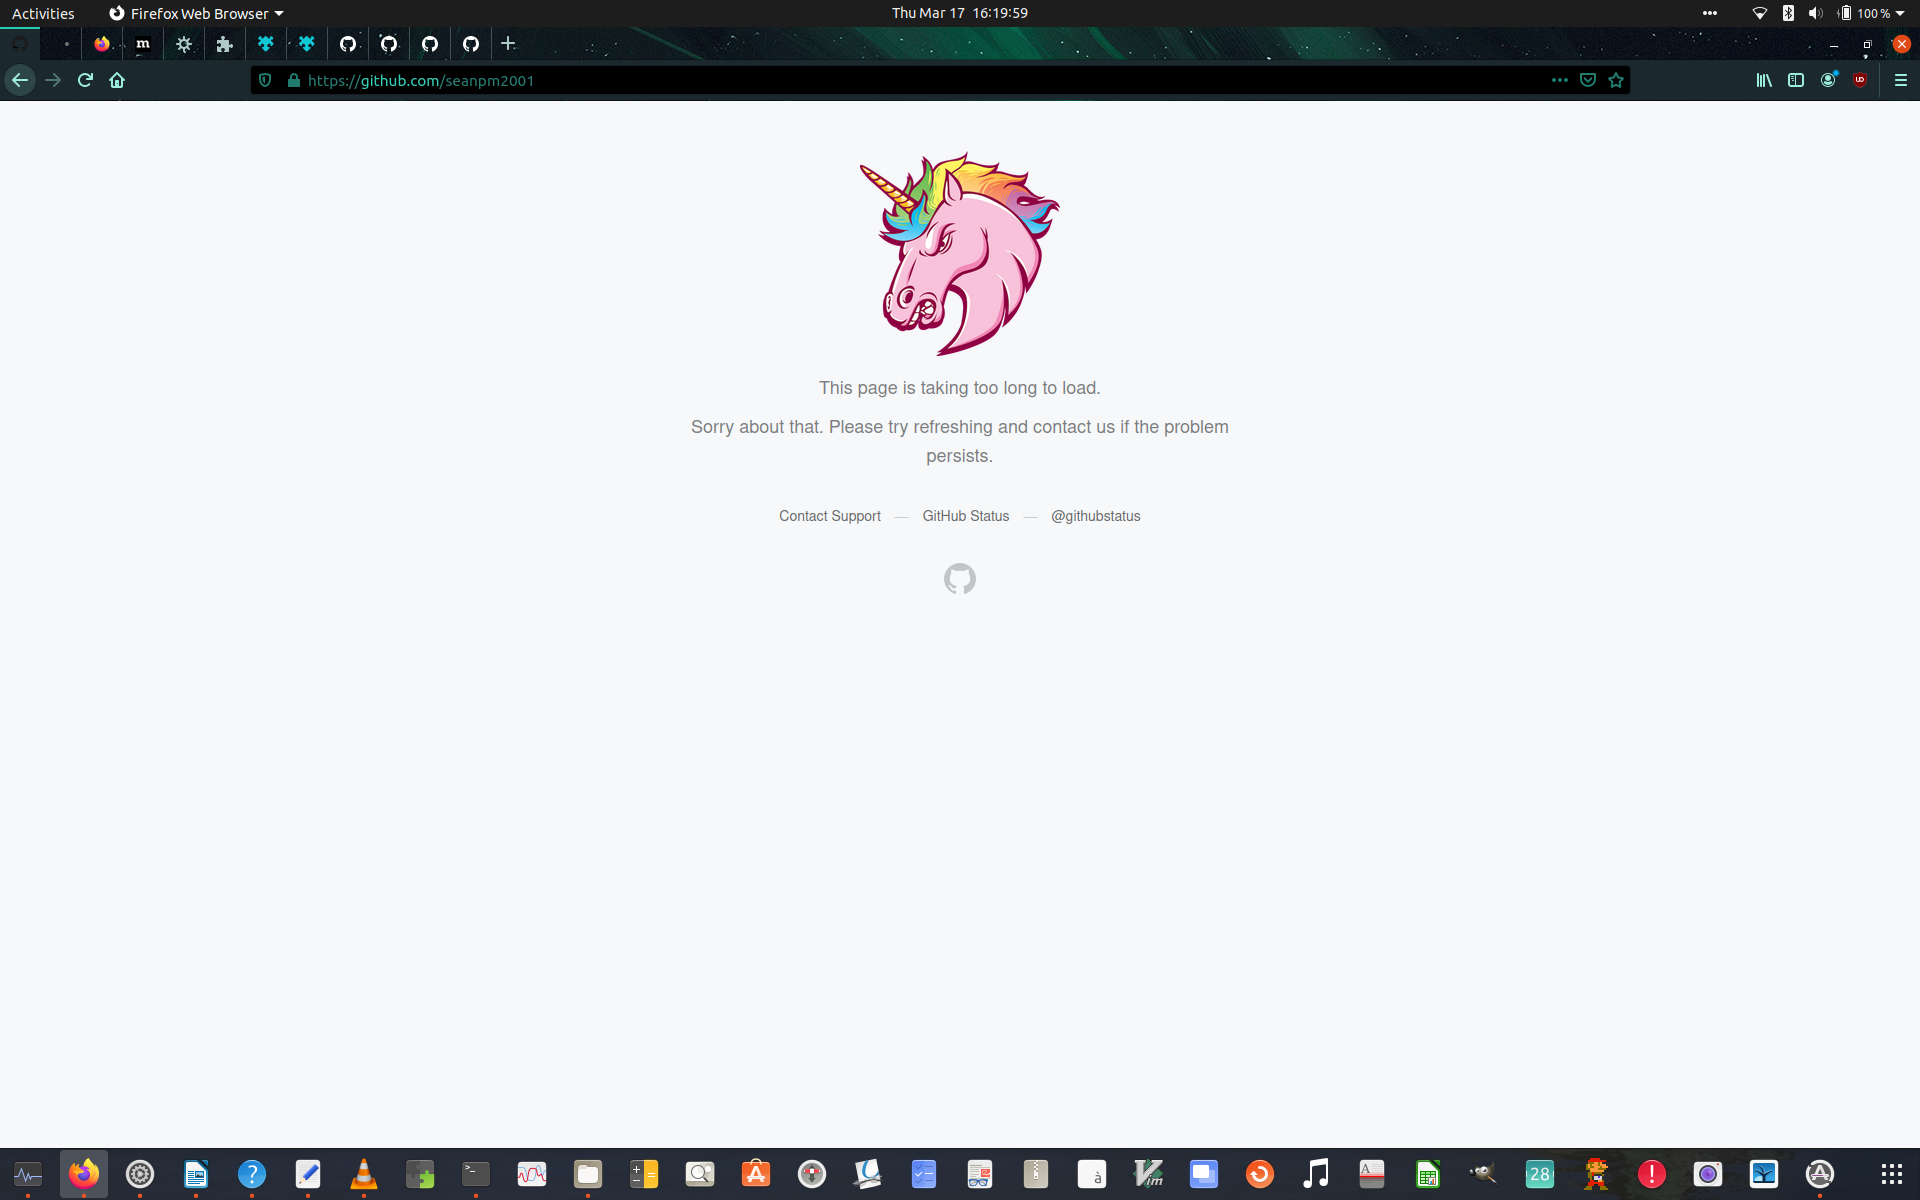 Activities
Firefox Web Browser
Thu Mar 17 16:19:59
100 %
m
https://github.com/seanpm2001
This page is taking too long to load.
Sorry about that. Please try refreshing and contact us if the problem
persists.
Contact Support — GitHub Status — @githubstatus
?
>_
à
Vim
A
28
!